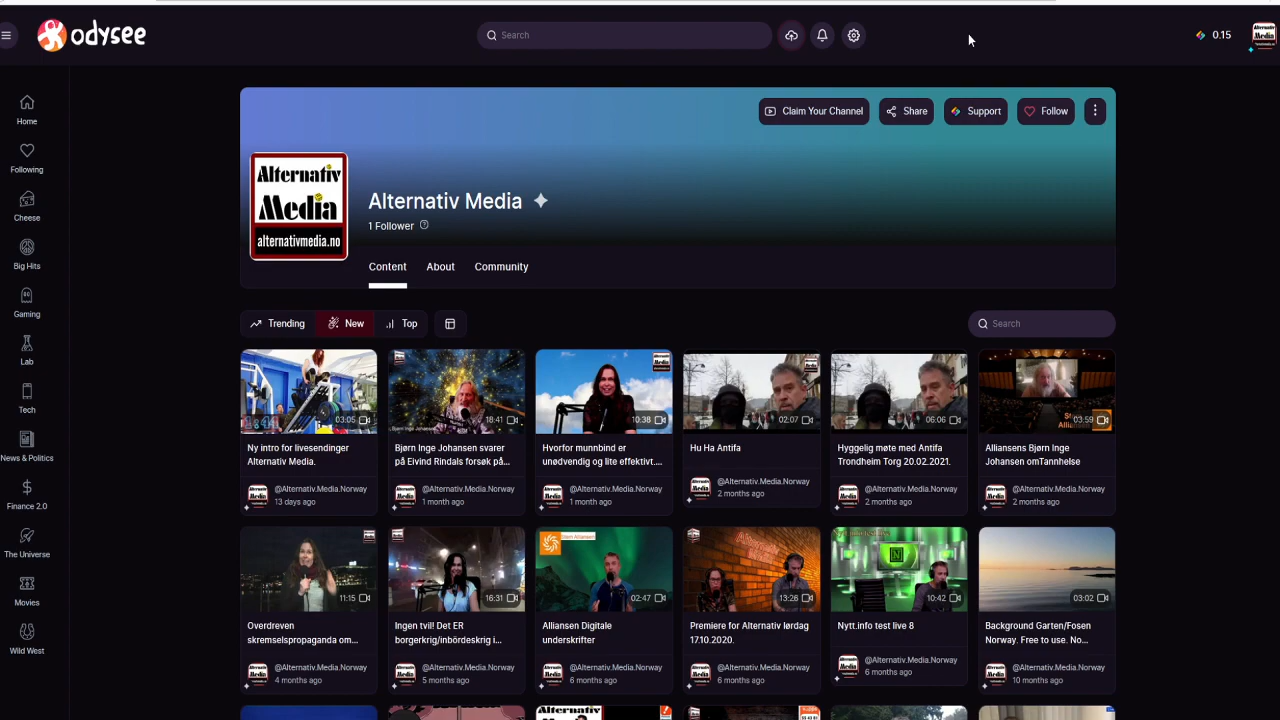 odysee
Search
0.15
Home
Following
Cheese
Big Hits
Gaming
Lab
Tech
News & Politics
Finance 2.0
The Universe
Movies
Wild West
Claim Your Channel
Share
Support
Follow
Alternativ
Media
alternativmedia.no
Alternativ Media
1 Follower
Content
About
Community
Trending
New
Top
Search
03:05
Ny intro for livesendinger
Alternativ Media.
@Alternativ.Media.Norway
13 days ago
18:41
Bjørn Inge Johansen svarer
på Eivind Rindals forsøk på...
@Alternativ.Media.Norway
1 month ago
10:38
Hvorfor munnbind er
unødvendig og lite effektivt....
@Alternativ.Media.Norway
1 month ago
02:07
Hu Ha Antifa
@Alternativ.Media.Norway
2 months ago
06:06
Hyggelig møte med Antifa
Trondheim Torg 20.02.2021.
@Alternativ.Media.Norway
2 months ago
03:59
Alliansens Bjørn Inge
Johansen omTannhelse
@Alternativ.Media.Norway
2 months ago
11:15
Overdreven
skremselspropaganda om...
@Alternativ.Media.Norway
4 months ago
16:31
Ingen tvil! Det ER
borgerkrig/inbördeskrig i...
@Alternativ.Media.Norway
5 months ago
02:47
Alliansen Digitale
underskrifter
@Alternativ.Media.Norway
6 months ago
13:26
Premiere for Alternativ lørdag
17.10.2020.
@Alternativ.Media.Norway
6 months ago
10:42
Nytt.info test live 8
@Alternativ.Media.Norway
6 months ago
03:02
Background Garten/Fosen
Norway. Free to use. No...
@Alternativ.Media.Norway
10 months ago